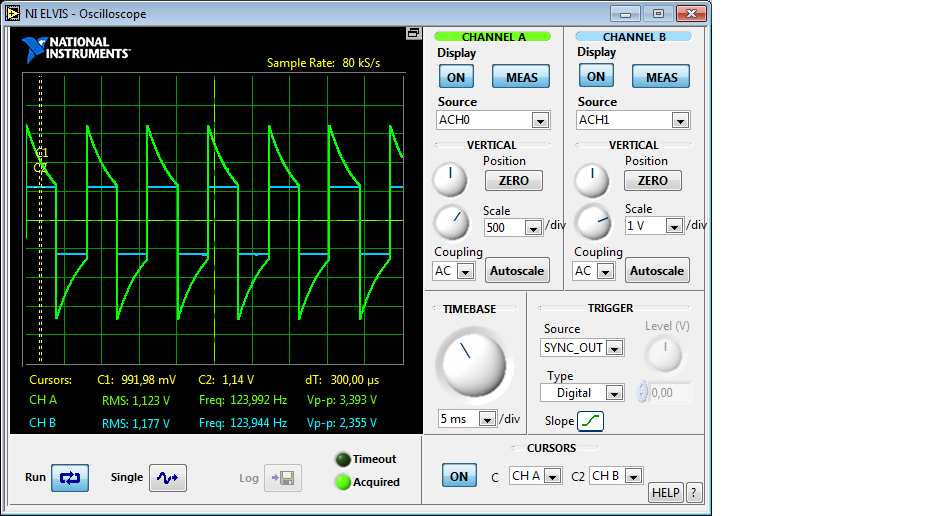 NI ELVIS - Oscilloscope
NATIONAL
INSTRUMENTS
Sample Rate: 80 kS/s
C1
Cursors: C1: 991,98 mV C2: 1,14 V dT: 300,00 µs
CH A RMS: 1,123 V Freq: 123,992 Hz Vp-p: 3,393 V
CH B RMS: 1,177 V Freq: 123,944 Hz Vp-p: 2,355 V
Run Single Log
Timeout
Acquired
CHANNEL A
Display
ON MEAS
Source
ACH0
VERTICAL
Position
ZERO
Scale
500 /div
Coupling
AC Autoscale
CHANNEL B
Display
ON MEAS
Source
ACH1
VERTICAL
Position
ZERO
Scale
1 V /div
Coupling
AC Autoscale
TIMEBASE
5 ms /div
TRIGGER
Source
SYNC_OUT
Level (V)
Type
Digital
0,00
Slope
CURSORS
ON C CH A C2 CH B
HELP ?